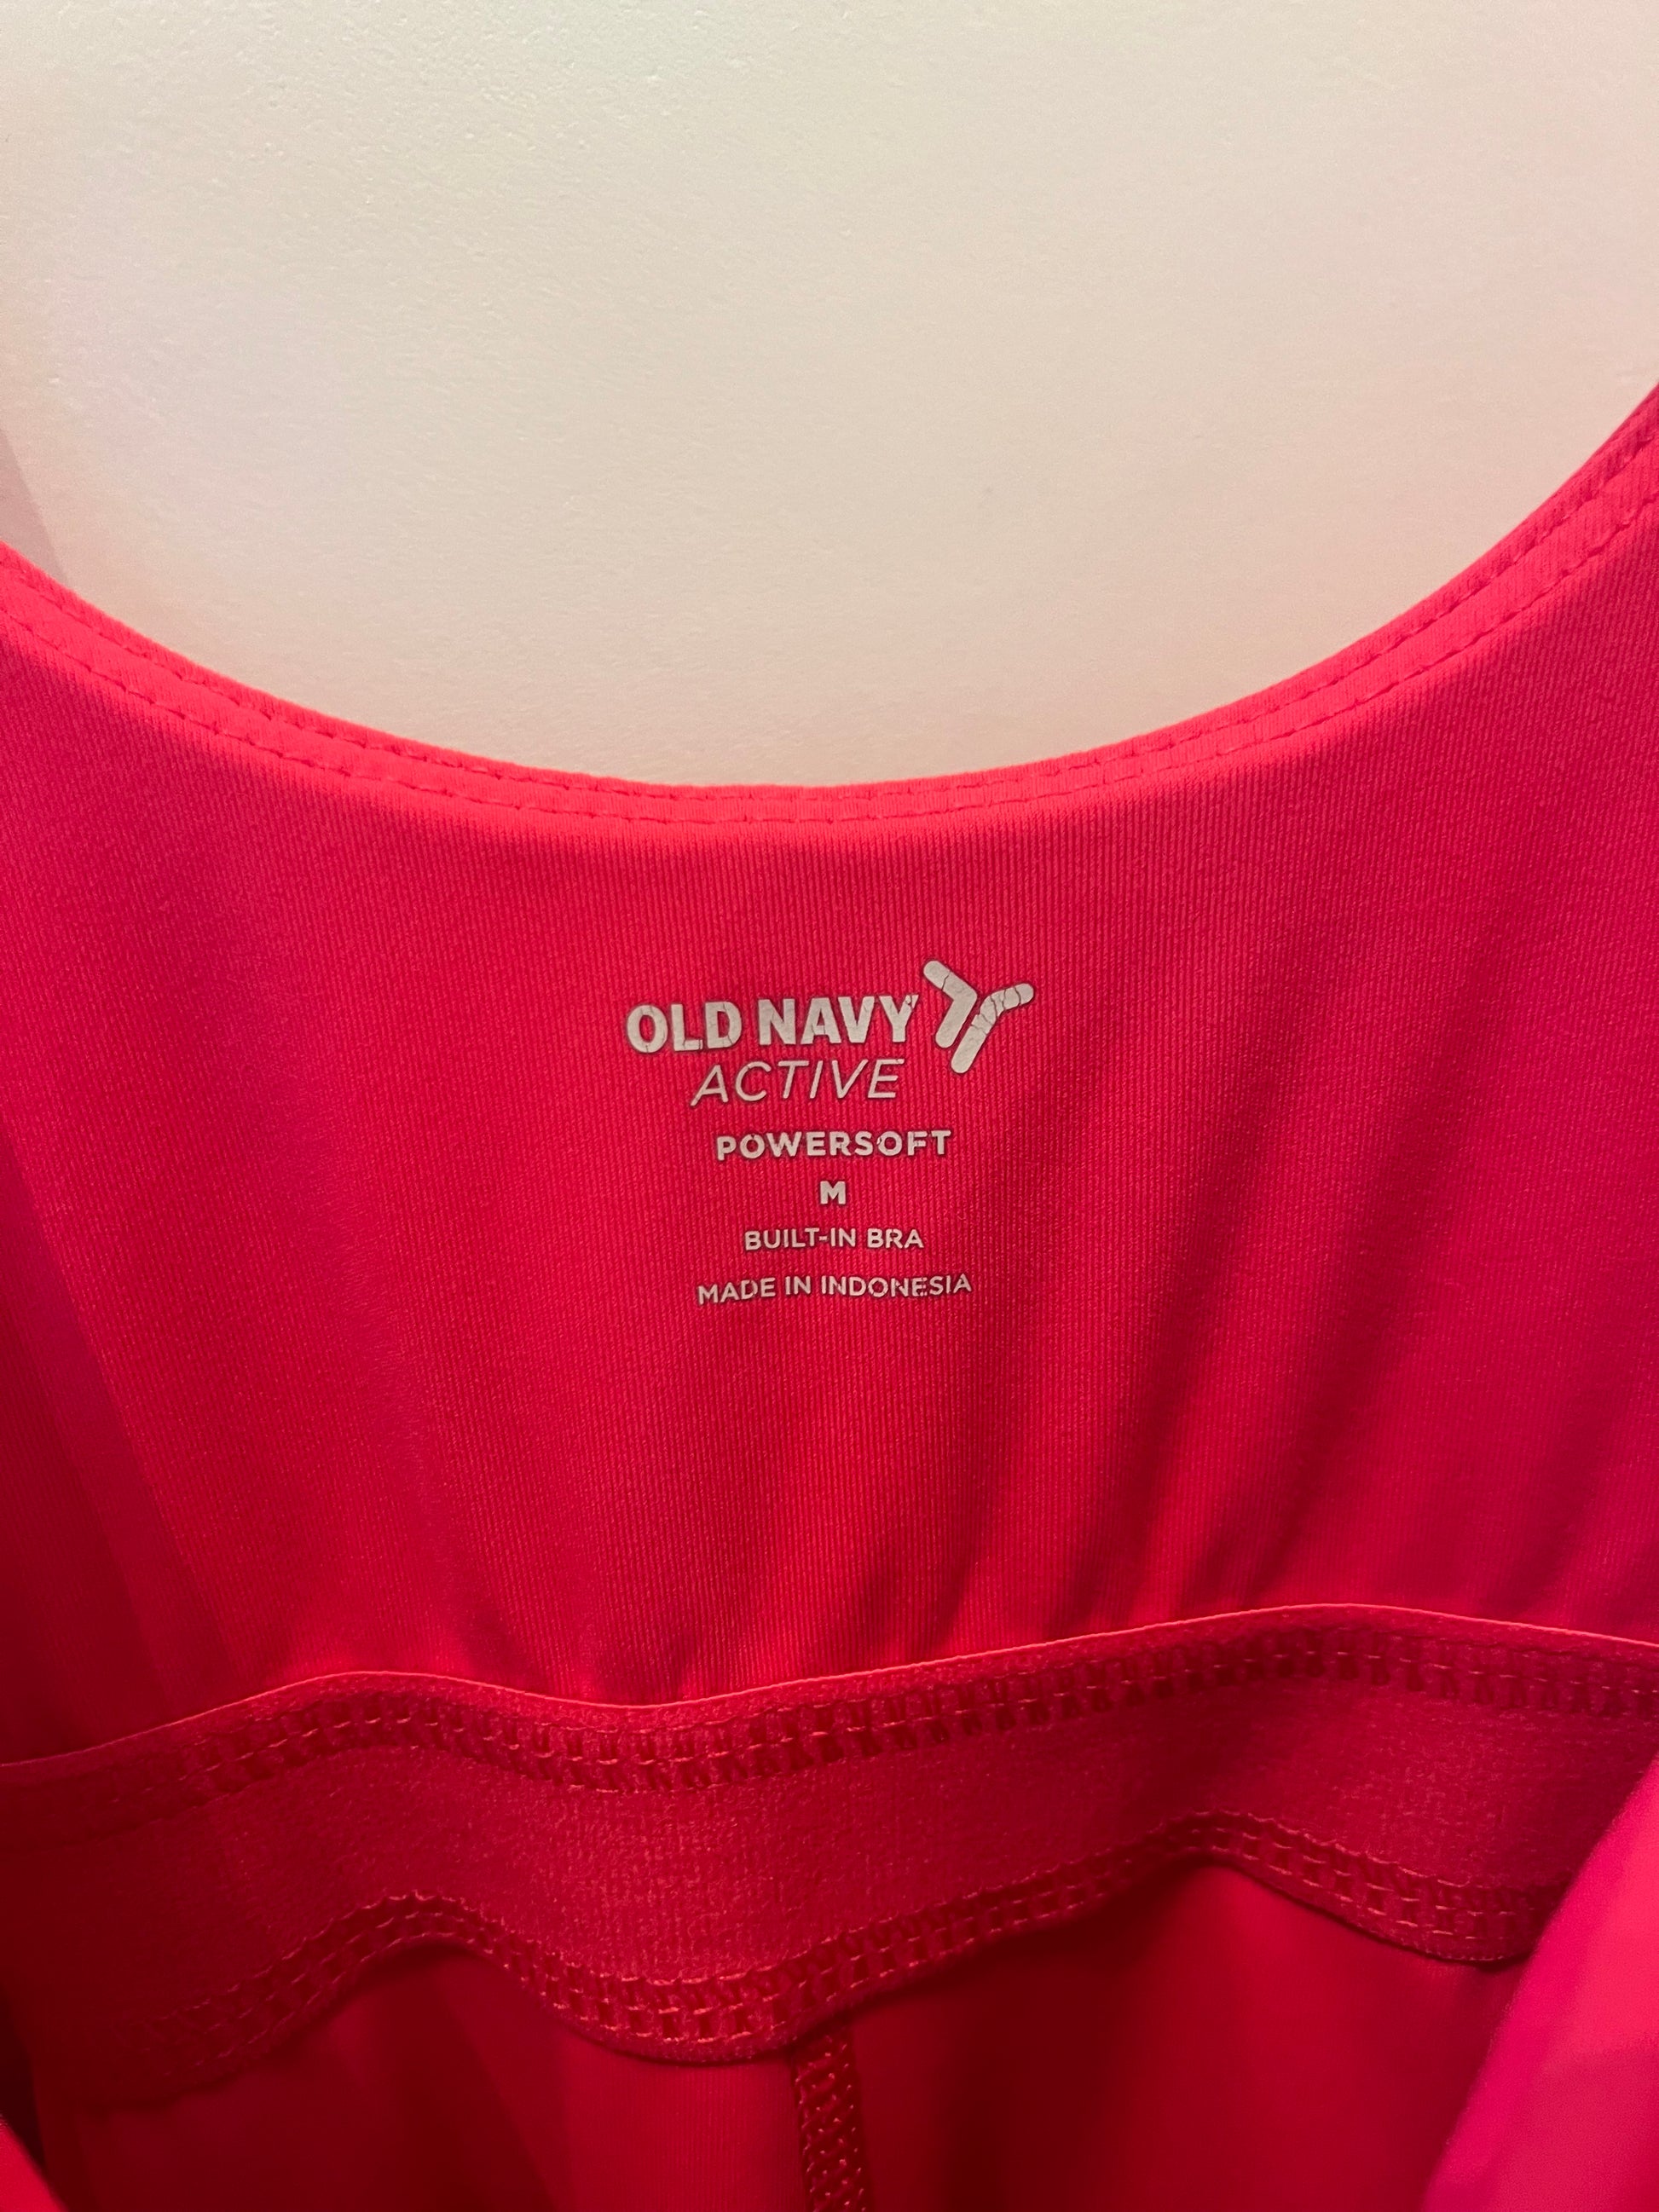 OLD NAVY
ACTIVE
POWERSOFT
M
BUILT-IN BRA
MADE IN INDONESIA